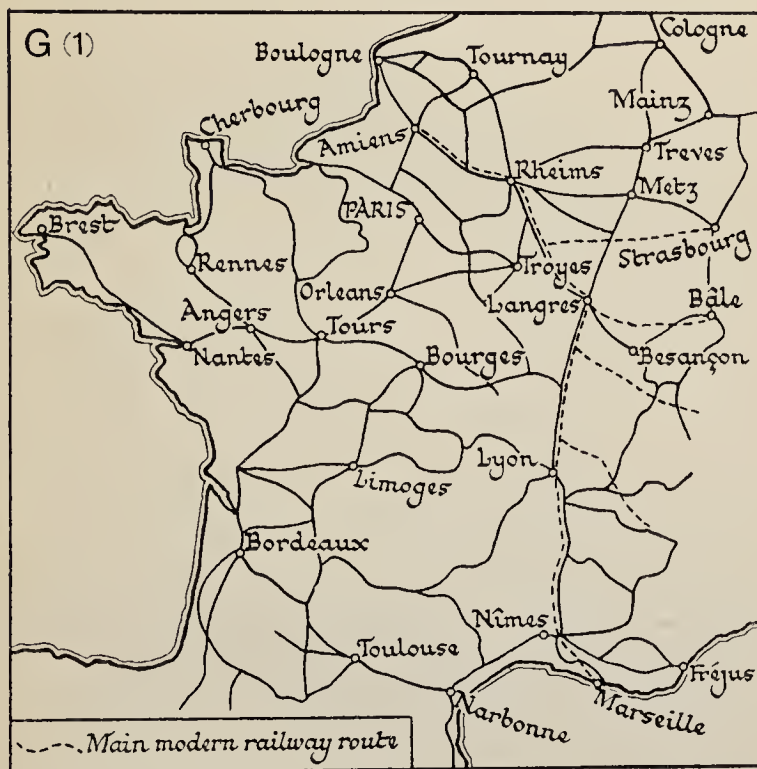 G (1)
Cologne
Boulogne
Tournay
Mainz
Cherbourg
Amiens
Treves
Rheims
Metz
PARIS
Brest
Strasbourg
Rennes
Troyes
Orleans
Langres
Bâle
Angers
Tours
Nantes
Bourges
Besançon
Lyon
Limoges
Bordeaux
Nîmes
Toulouse
Fréjus
Marseille
Narbonne
Main modern railway route